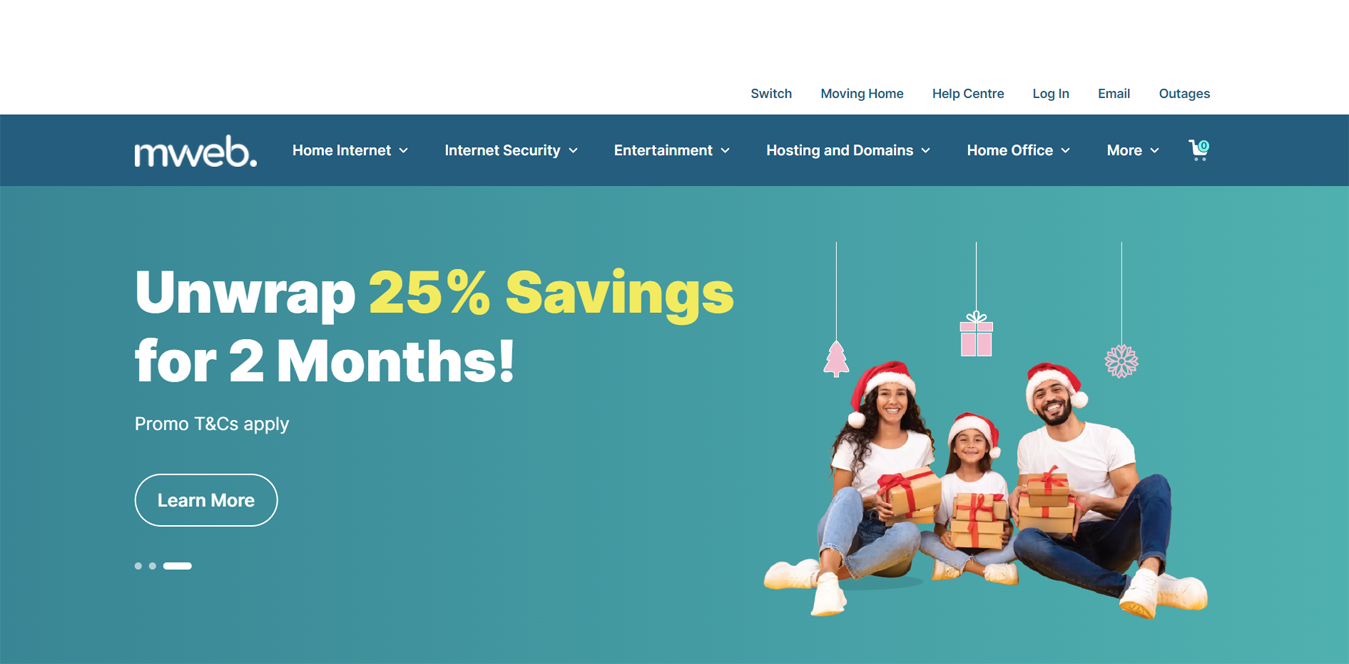 Switch Moving Home Help Centre Log In Email Outages
mweb. Home Internet Internet Security Entertainment Hosting and Domains Home Office More 0
Unwrap 25% Savings
for 2 Months!
Promo T&Cs apply
Learn More